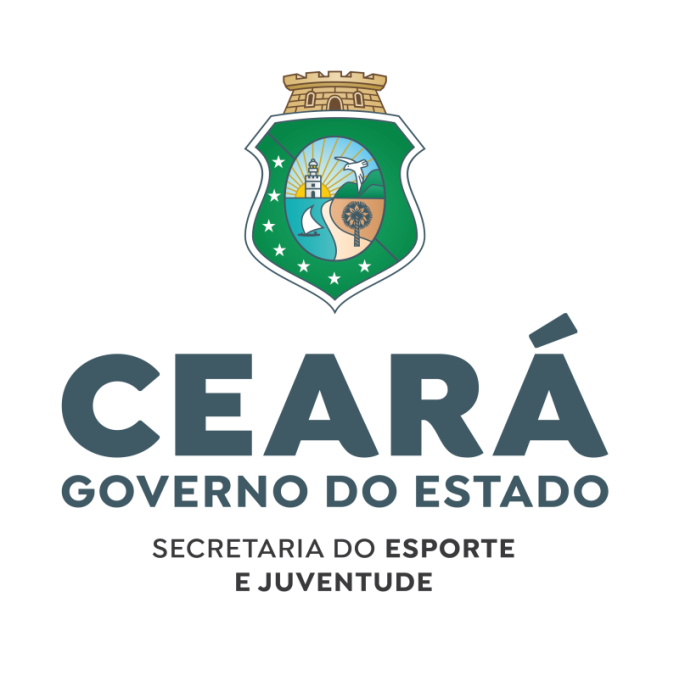 CEARÁ
GOVERNO DO ESTADO
SECRETARIA DO ESPORTE
E JUVENTUDE